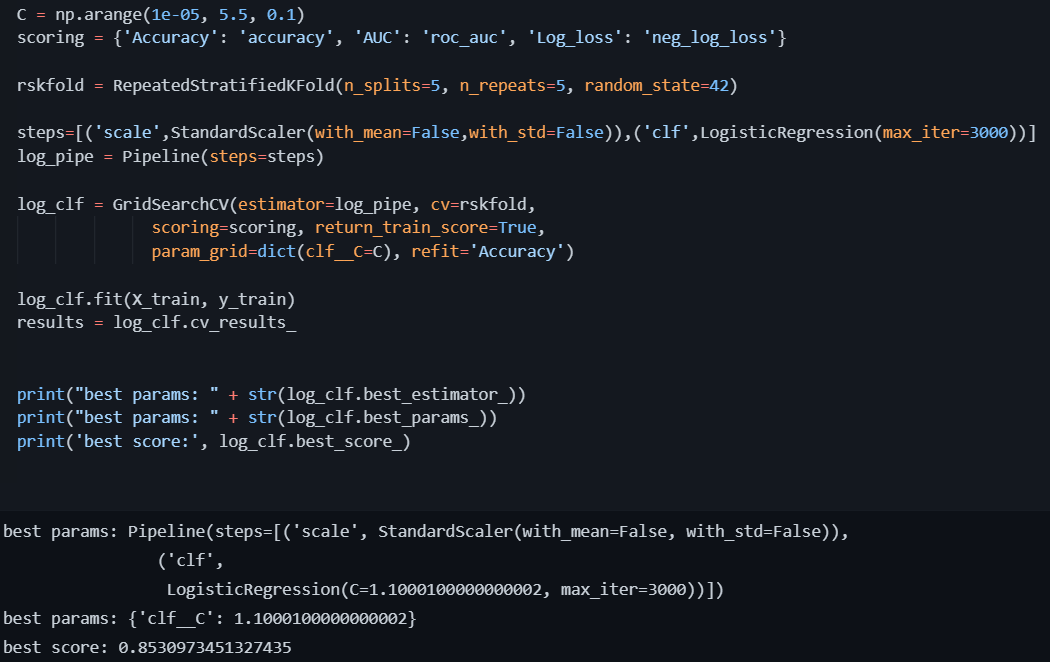 C = np.arange(1e-05, 5.5, 0.1)
scoring = {'Accuracy': 'accuracy', 'AUC': 'roc_auc', 'Log_loss': 'neg_log_loss'}
rskfold = RepeatedStratifiedKFold(n_splits=5, n_repeats=5, random_state=42)
steps=[('scale',StandardScaler(with_mean=False,with_std=False)),('clf',LogisticRegression(max_iter=3000))]
log_pipe = Pipeline(steps=steps)
log_clf = GridSearchCV(estimator=log_pipe, cv=rskfold,
scoring=scoring, return_train_score=True,
param_grid=dict(clf__C=C), refit='Accuracy')
log_clf.fit(X_train, y_train)
results = log_clf.cv_results_
print("best params: " + str(log_clf.best_estimator_))
print("best params: " + str(log_clf.best_params_))
print('best score:', log_clf.best_score_)
best params: Pipeline(steps=[('scale', StandardScaler(with_mean=False, with_std=False)),
('clf',
LogisticRegression(C=1.1000100000000002, max_iter=3000))])
best params: {'clf__C': 1.1000100000000002}
best score: 0.8530973451327435